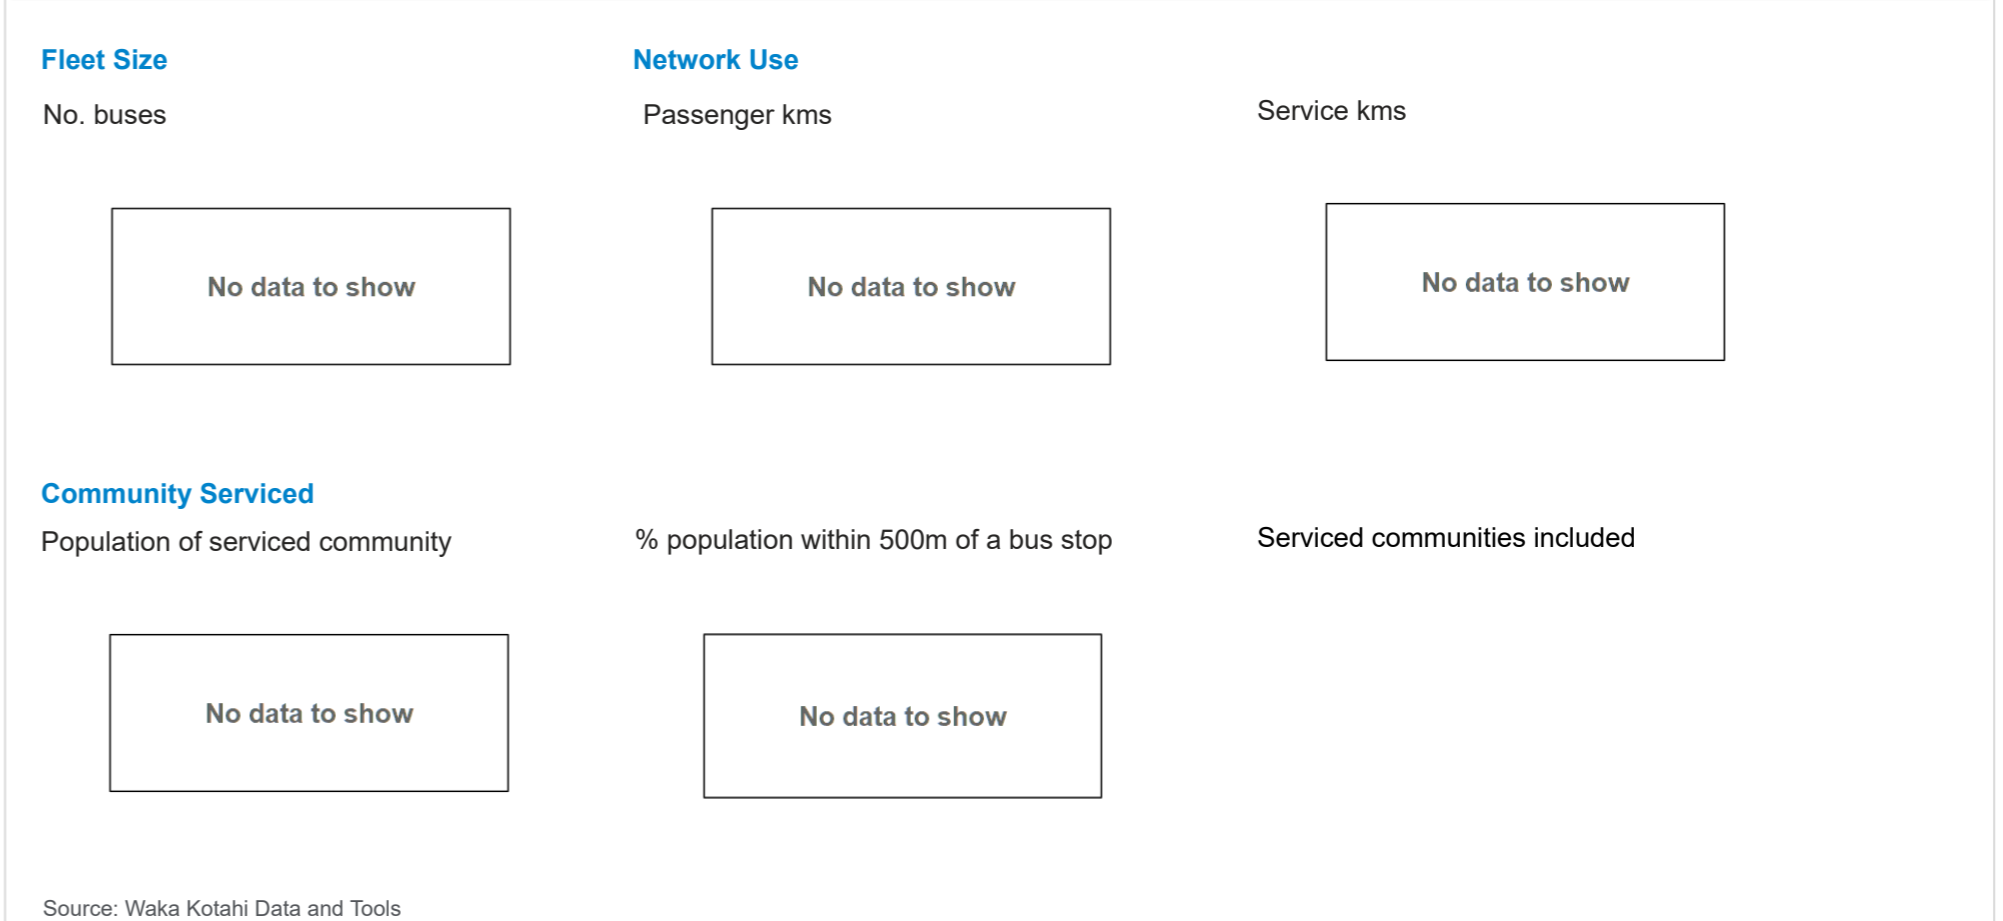 Fleet Size
Network Use
No. buses
Passenger kms
Service kms
No data to show
No data to show
No data to show
Community Serviced
Population of serviced community
% population within 500m of a bus stop
Serviced communities included
No data to show
No data to show
Source: Waka Kotahi Data and Tools